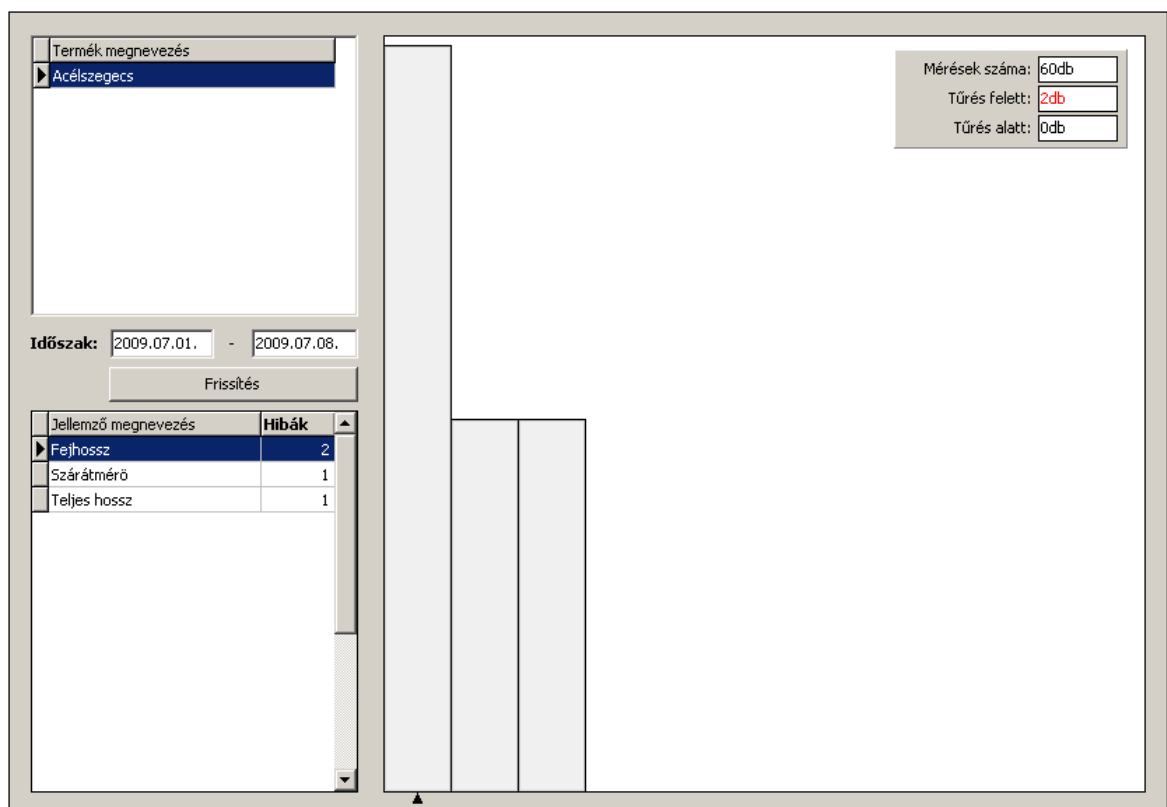 Termék megnevezés
Acélszegecs
Mérések száma: 60db
Tűrés felett: 2db
Tűrés alatt: 0db
Időszak: 2009.07.01. - 2009.07.08.
Frissítés
Jellemző megnevezés Hibák
Fejhossz 2
Szárátmérö 1
Teljes hossz 1